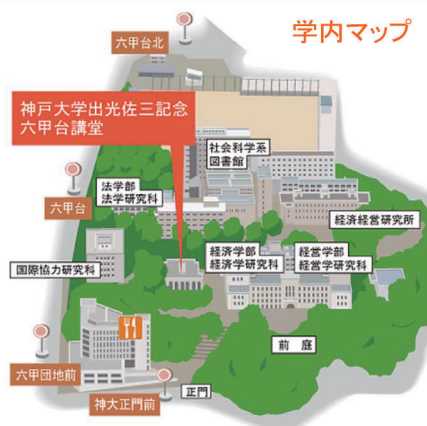 学内マップ
六甲台北
神戸大学出光佐三記念
六甲台講堂
社会科学系
図書館
六甲台
法学部
法学研究科
経済経営研究所
国際協力研究科
経済学部
経済学研究科
経営学部
経営学研究科
前庭
六甲団地前
神大正門前
正門